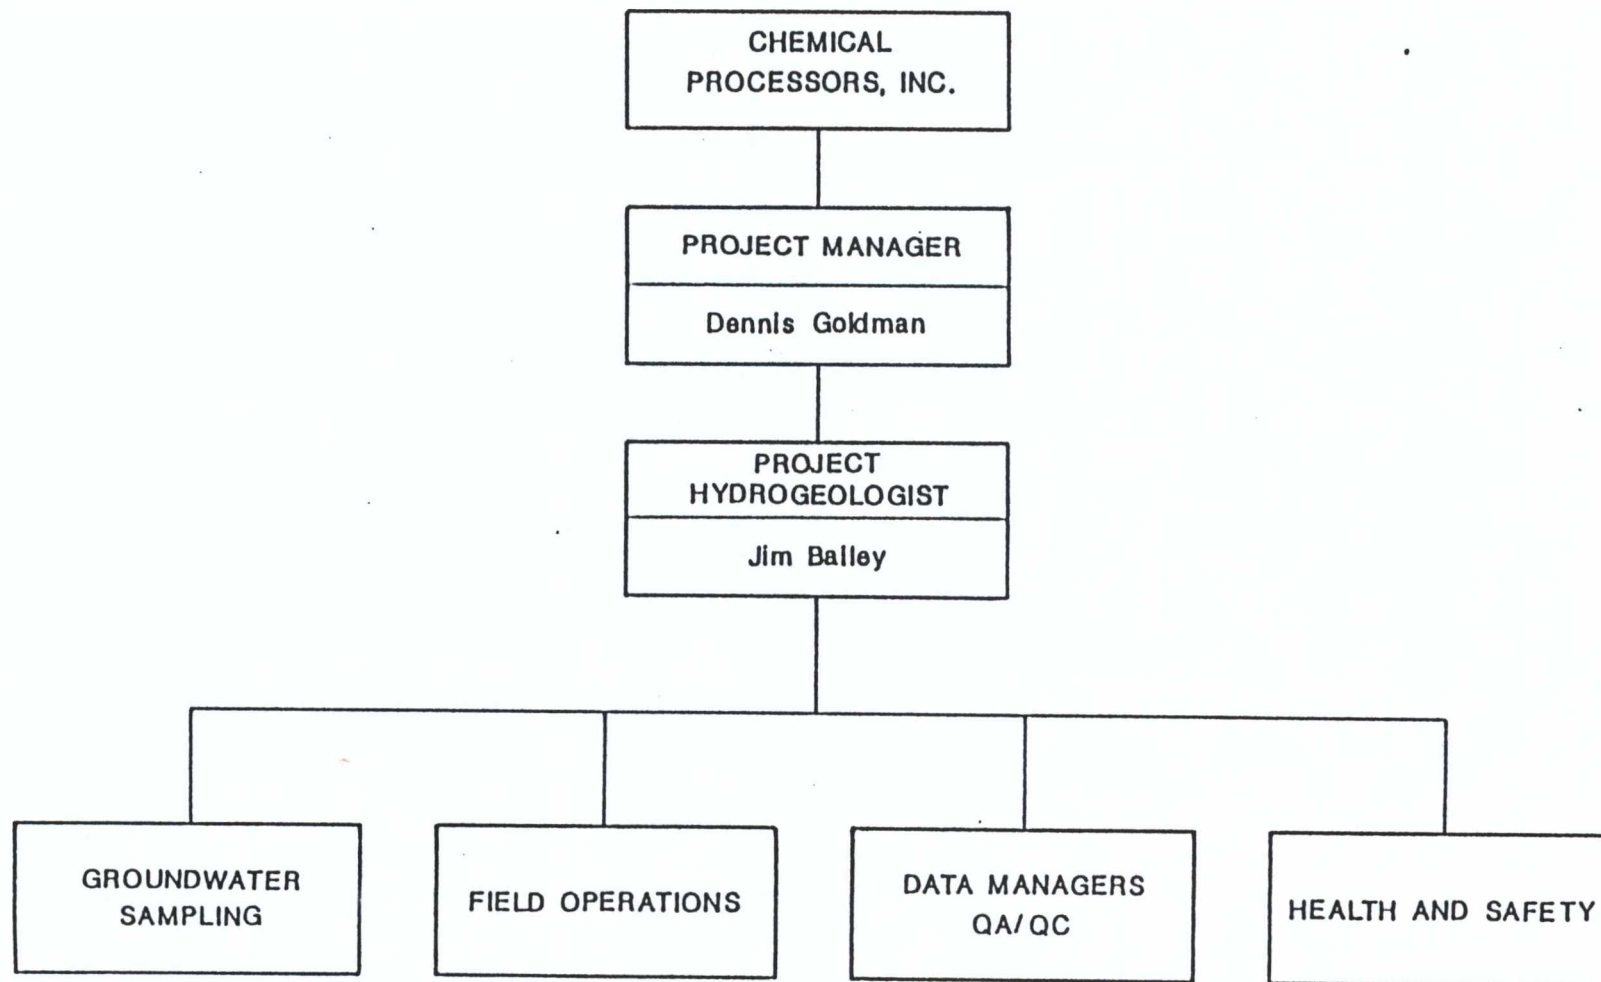 CHEMICAL
PROCESSORS, INC.
PROJECT MANAGER
Dennis Goldman
PROJECT
HYDROGEOLOGIST
Jim Bailey
GROUNDWATER
SAMPLING
FIELD OPERATIONS
DATA MANAGERS
QA/QC
HEALTH AND SAFETY